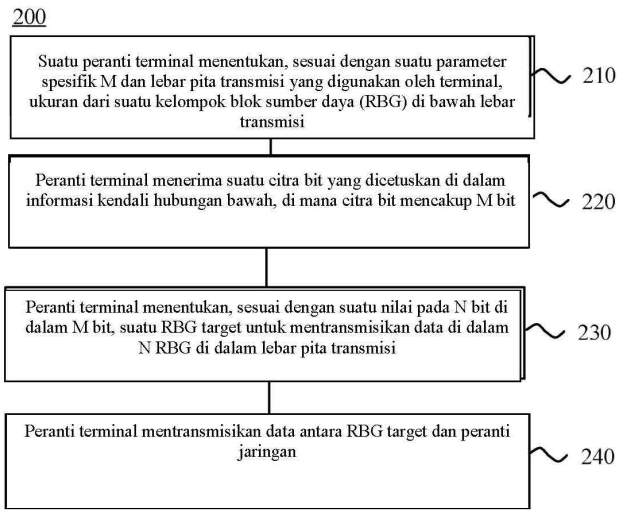 200
Suatu peranti terminal menentukan, sesuai dengan suatu parameter
spesifik M dan lebar pita transmisi yang digunakan oleh terminal,
ukuran dari suatu kelompok blok sumber daya (RBG) di bawah lebar
transmisi
210
Peranti terminal menerima suatu citra bit yang dicetuskan di dalam
informasi kendali hubungan bawah, di mana citra bit mencakup M bit
220
Peranti terminal menentukan, sesuai dengan suatu nilai pada N bit di
dalam M bit, suatu RBG target untuk mentransmisikan data di dalam
N RBG di dalam lebar pita transmisi
230
Peranti terminal mentransmisikan data antara RBG target dan peranti
jaringan
240